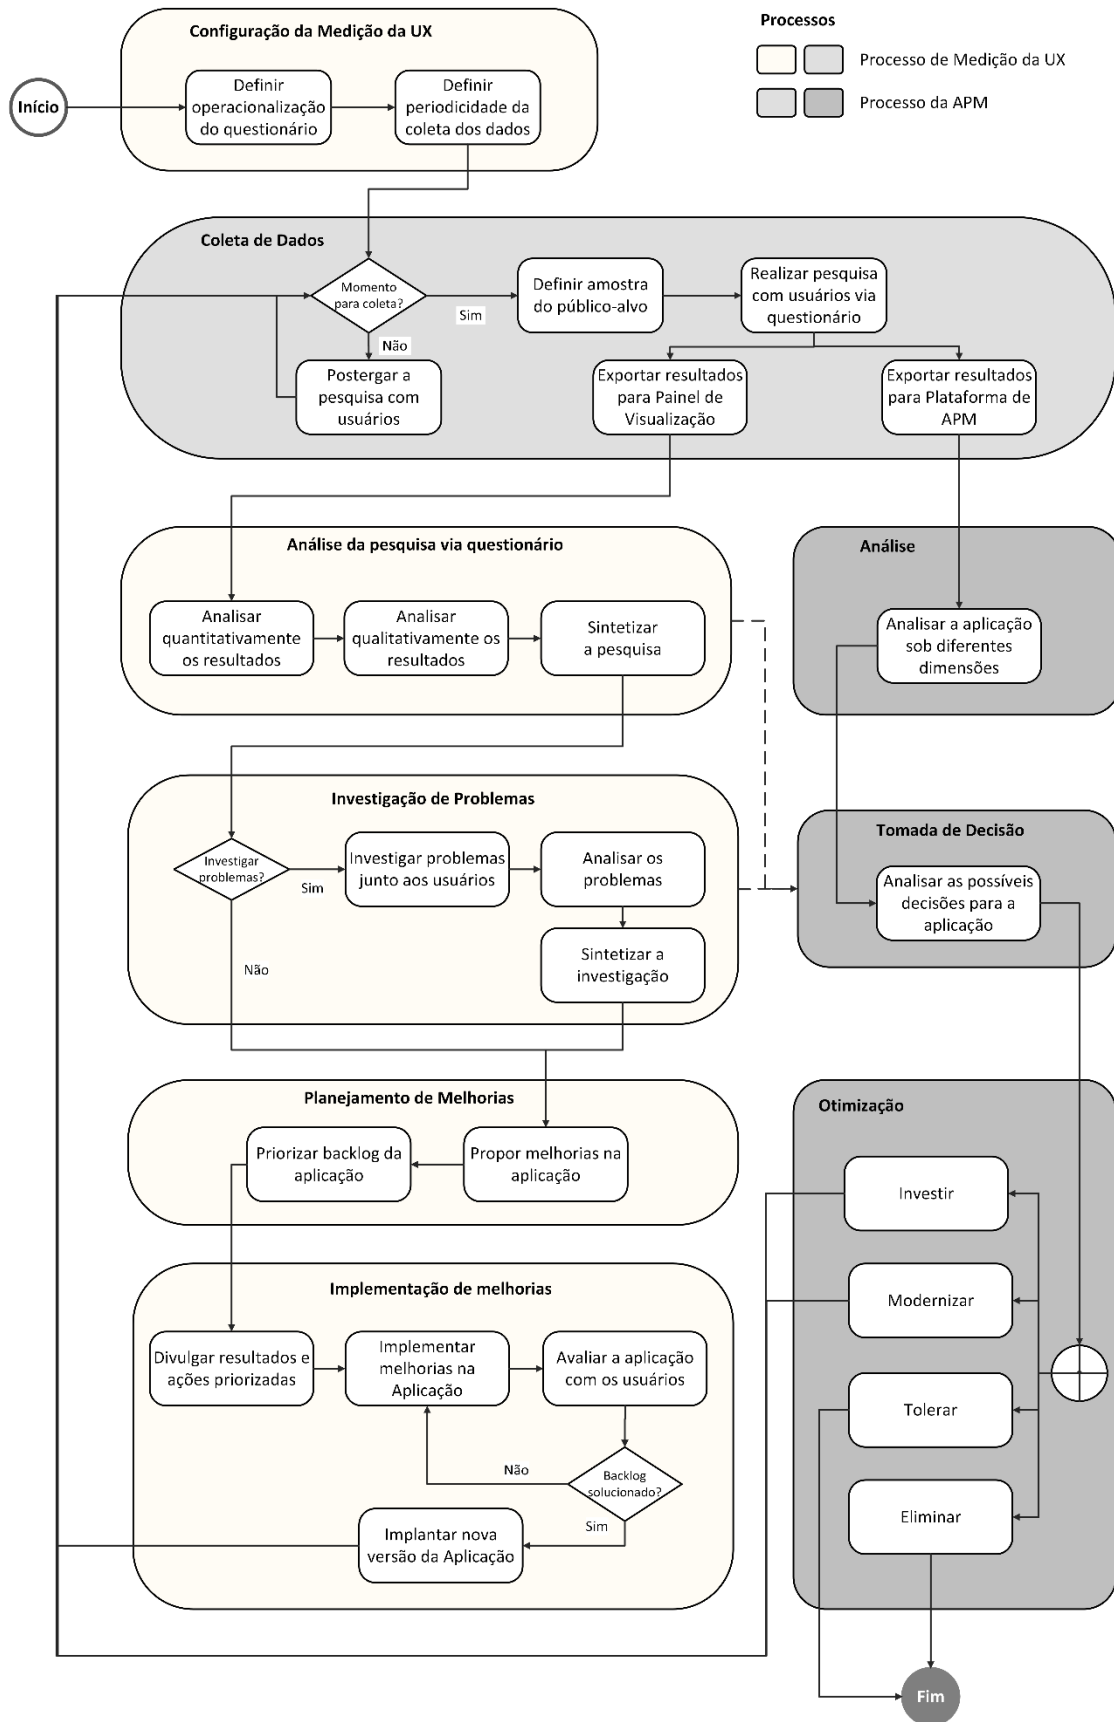 Configuração da Medição da UX
Processos
Processo de Medição da UX
Processo da APM
Início
Definir
operacionalização
do questionário
Definir
periodicidade da
coleta dos dados
Coleta de Dados
Momento
para coleta?
Sim
Não
Definir amostra
do público-alvo
Realizar pesquisa
com usuários via
questionário
Postergar a
pesquisa com
usuários
Exportar resultados
para Painel de
Visualização
Exportar resultados
para Plataforma de
APM
Análise da pesquisa via questionário
Analisar
quantitativamente
os resultados
Analisar
qualitativamente os
resultados
Sintetizar
a pesquisa
Análise
Analisar a aplicação
sob diferentes
dimensões
Investigação de Problemas
Investigar
problemas?
Sim
Não
Investigar problemas
junto aos usuários
Analisar os
problemas
Sintetizar a
investigação
Tomada de Decisão
Analisar as possíveis
decisões para a
aplicação
Planejamento de Melhorias
Priorizar backlog da
aplicação
Propor melhorias na
aplicação
Otimização
Investir
Modernizar
Tolerar
Eliminar
Implementação de melhorias
Divulgar resultados e
ações priorizadas
Implementar
melhorias na
Aplicação
Avaliar a aplicação
com os usuários
Não
Backlog
solucionado?
Sim
Implantar nova
versão da Aplicação
Fim